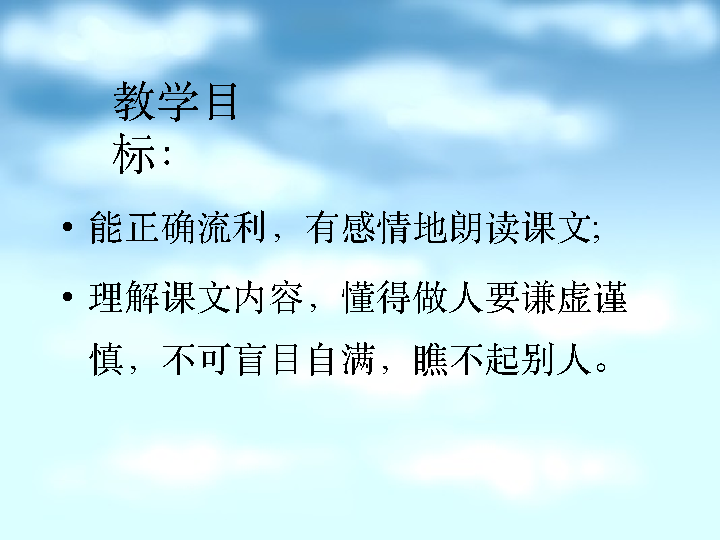 教学目
标：
• 能正确流利，有感情地朗读课文;
• 理解课文内容，懂得做人要谦虚谨
慎，不可盲目自满，瞧不起别人。